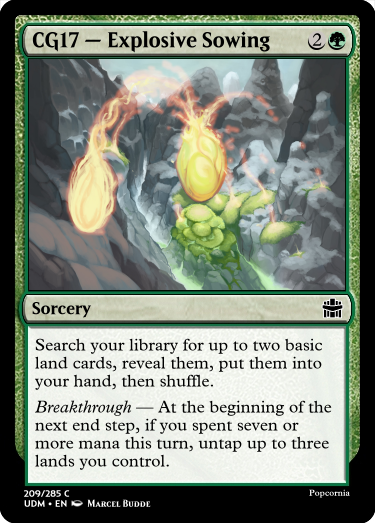 CG17 — Explosive Sowing 2
Sorcery
Search your library for up to two basic
land cards, reveal them, put them into
your hand, then shuffle.
Breakthrough — At the beginning of the
next end step, if you spent seven or
more mana this turn, untap up to three
lands you control.
209/285 C
Popcornia
UDM • EN Marcel Budde